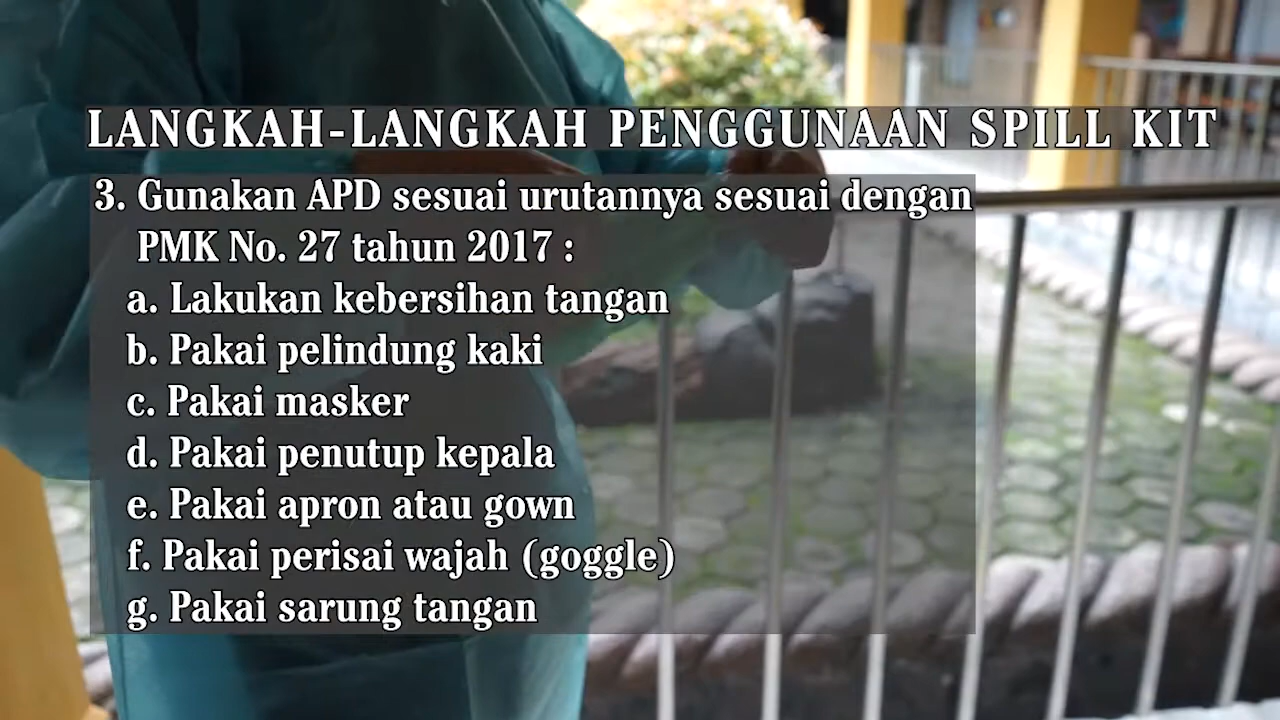 LANGKAH-LANGKAH PENGGUNAAN SPILL KIT
3. Gunakan APD sesuai urutannya sesuai dengan
PMK No. 27 tahun 2017 :
a. Lakukan kebersihan tangan
b. Pakai pelindung kaki
c. Pakai masker
d. Pakai penutup kepala
e. Pakai apron atau gown
f. Pakai perisai wajah (goggle)
g. Pakai sarung tangan